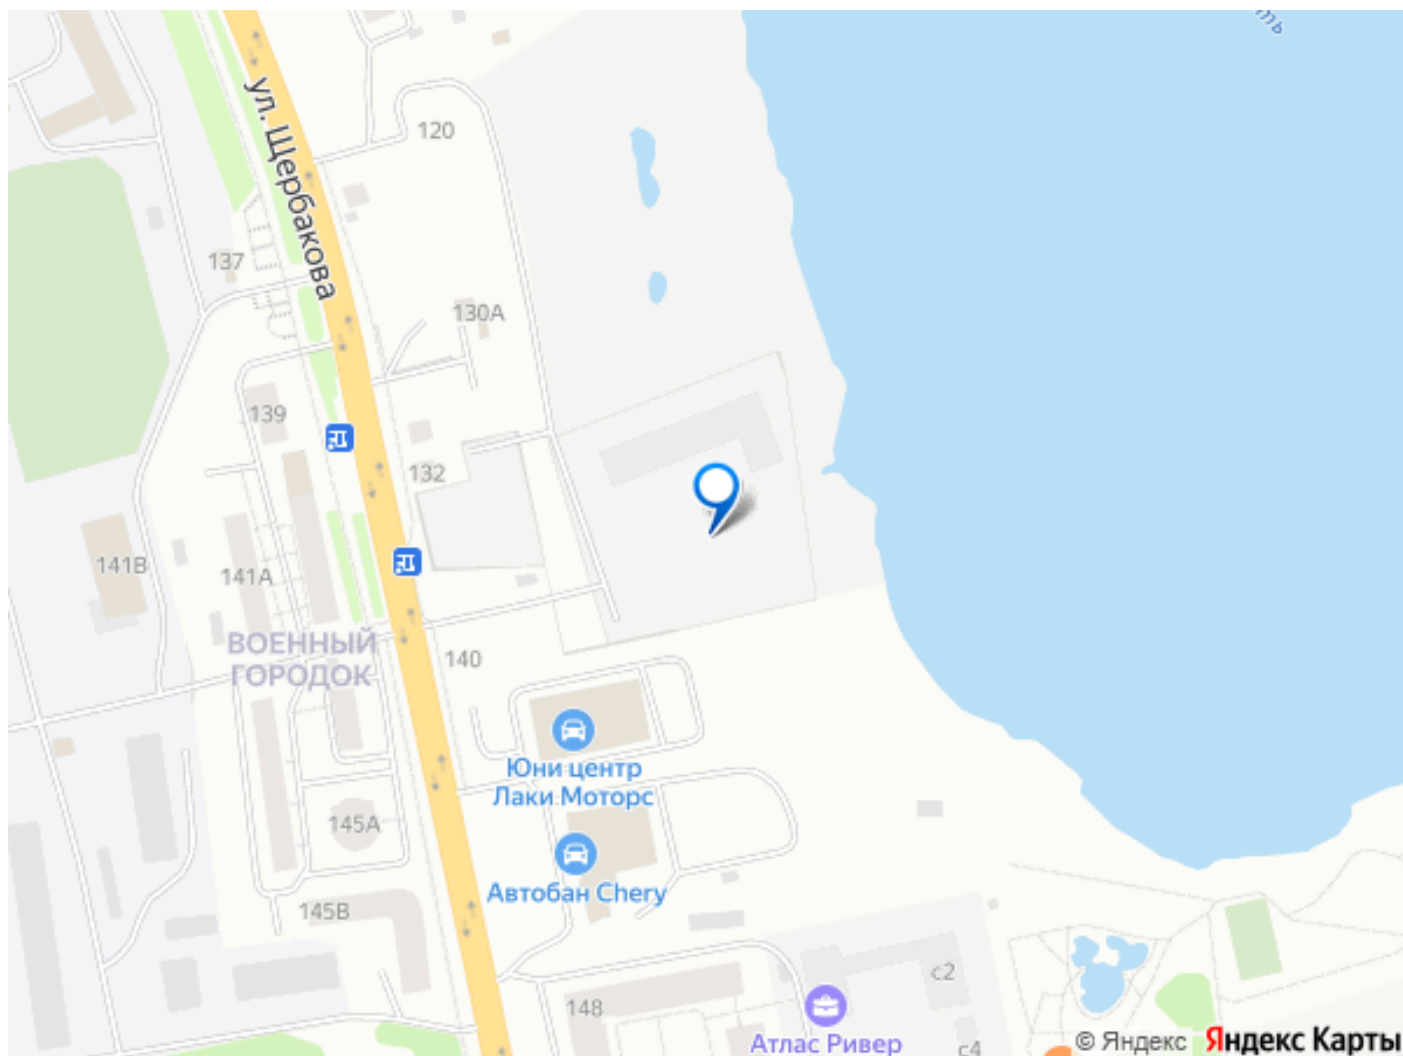 ул. Щербакова
120
137
130А
139
132
141В
141А
ВОЕННЫЙ
ГОРОДОК
140
Юни центр
Лаки Моторс
145А
Автобан Chery
145В
148
с2
Атлас Ривер
с4
© Яндекс Яндекс Карты